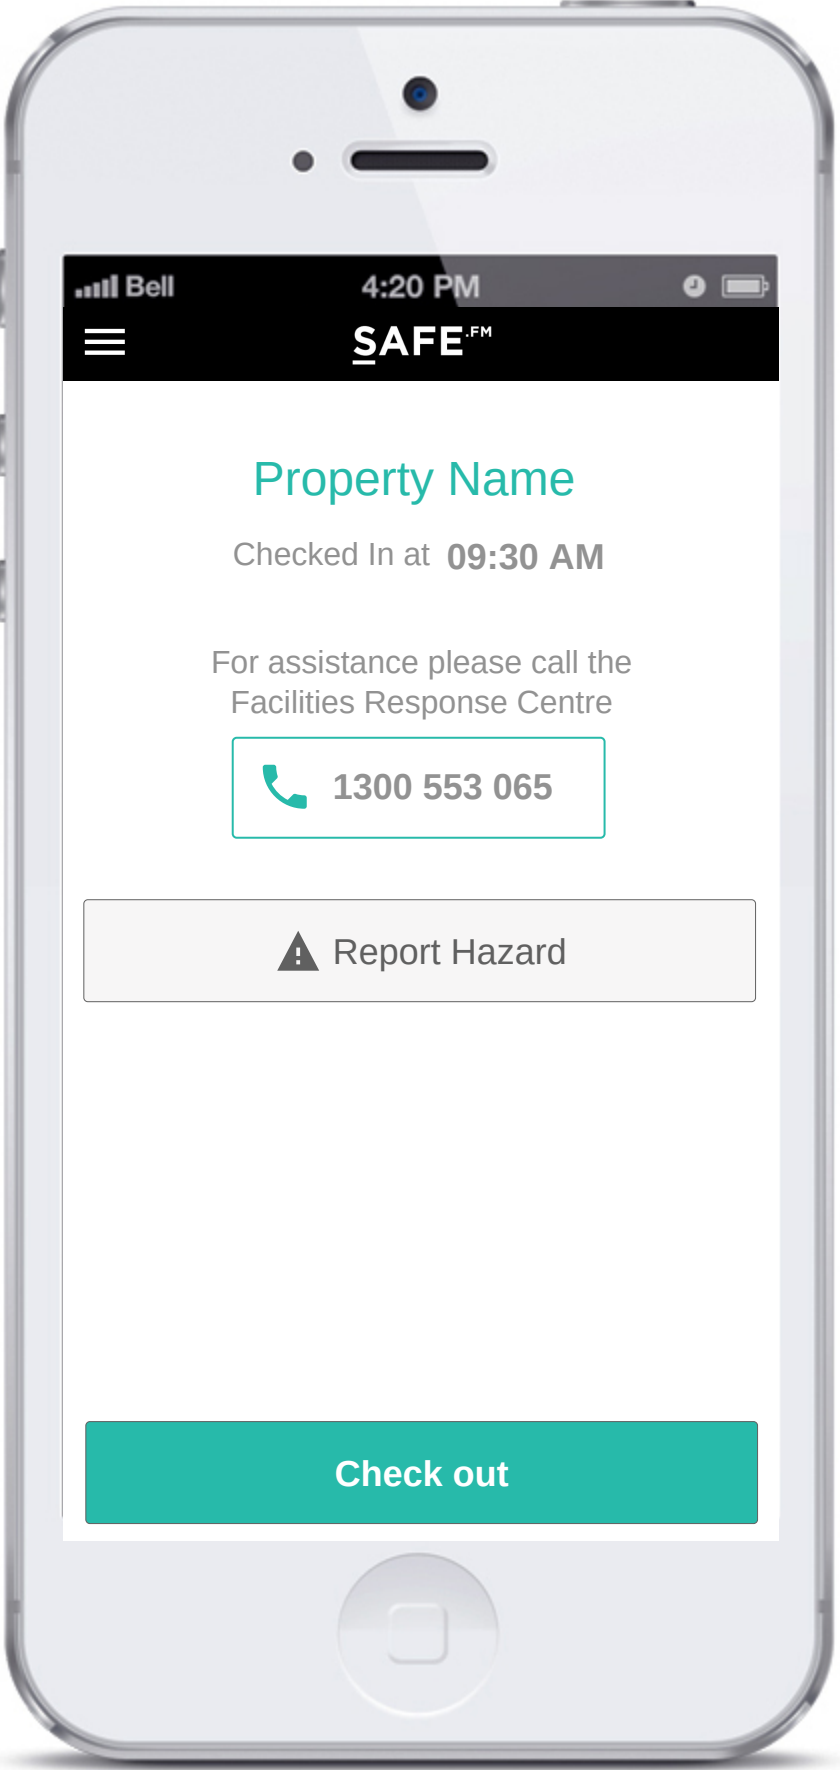 Bell 4:20 PM
SAFE.FM
Property Name
Checked In at 09:30 AM
For assistance please call the
Facilities Response Centre
1300 553 065
Report Hazard
Check out